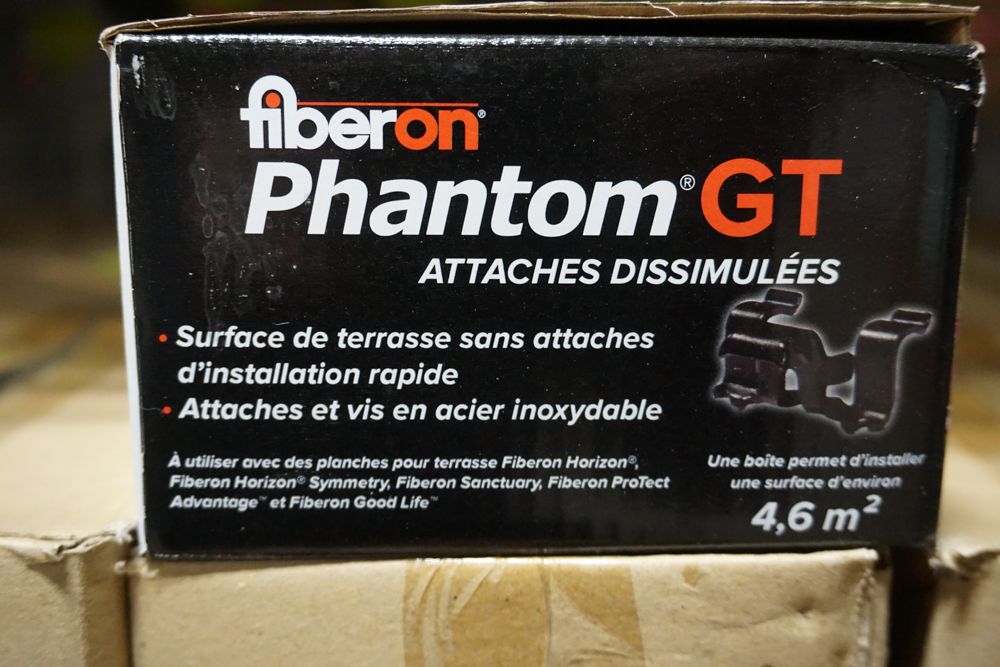 fiberon®
Phantom® GT
ATTACHES DISSIMULÉES
• Surface de terrasse sans attaches
d'installation rapide
• Attaches et vis en acier inoxydable
À utiliser avec des planches pour terrasse Fiberon Horizon®,
Fiberon Horizon® Symmetry, Fiberon Sanctuary, Fiberon ProTect
Advantage™ et Fiberon Good Life™
Une boîte permet d'installer
une surface d'environ
4,6 m²